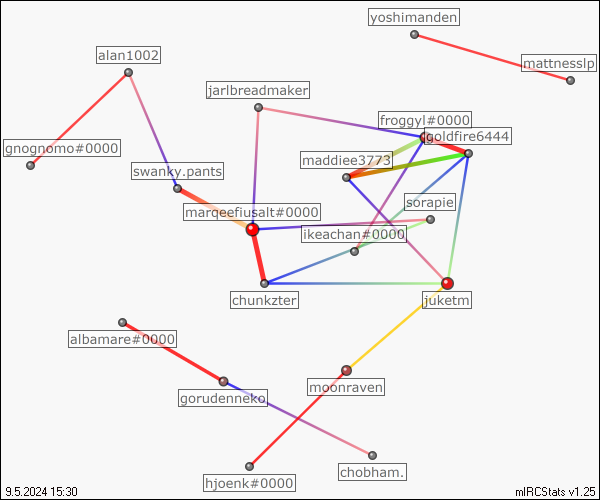 yoshimanden
alan1002
mattnesslp
jarlbreadmaker
froggyl#0000
goldfire6444
gnognomo#0000
maddiee3773
swanky.pants
sorapie
marqeefiusalt#0000
ikeachan#0000
chunkzter
juketm
albamare#0000
moonraven
gorudenneko
chobham.
hjoenk#0000
9.5.2024 15:30
mIRCStats v1.25